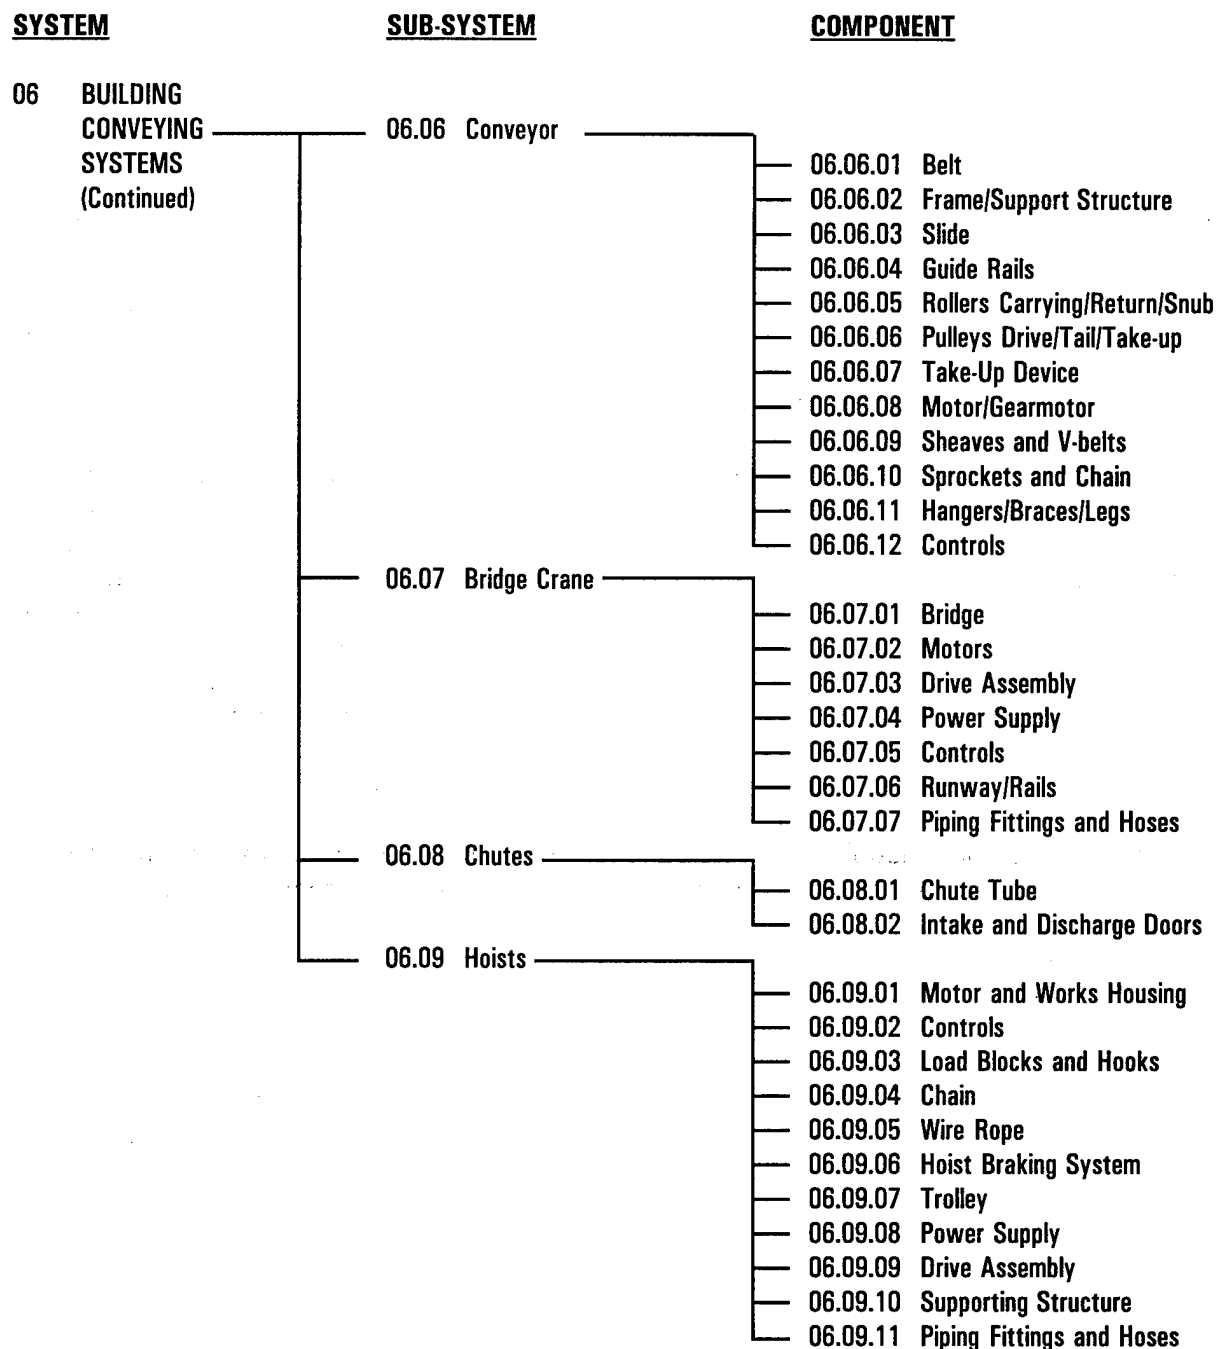 SYSTEM SUB-SYSTEM COMPONENT
06 BUILDING
CONVEYING 06.06 Conveyor
SYSTEMS
(Continued)
06.06.01 Belt
06.06.02 Frame/Support Structure
06.06.03 Slide
06.06.04 Guide Rails
06.06.05 Rollers Carrying/Return/Snub
06.06.06 Pulleys Drive/Tail/Take-up
06.06.07 Take-Up Device
06.06.08 Motor/Gearmotor
06.06.09 Sheaves and V-belts
06.06.10 Sprockets and Chain
06.06.11 Hangers/Braces/Legs
06.06.12 Controls
06.07 Bridge Crane
06.07.01 Bridge
06.07.02 Motors
06.07.03 Drive Assembly
06.07.04 Power Supply
06.07.05 Controls
06.07.06 Runway/Rails
06.07.07 Piping Fittings and Hoses
06.08 Chutes
06.08.01 Chute Tube
06.08.02 Intake and Discharge Doors
06.09 Hoists
06.09.01 Motor and Works Housing
06.09.02 Controls
06.09.03 Load Blocks and Hooks
06.09.04 Chain
06.09.05 Wire Rope
06.09.06 Hoist Braking System
06.09.07 Trolley
06.09.08 Power Supply
06.09.09 Drive Assembly
06.09.10 Supporting Structure
06.09.11 Piping Fittings and Hoses